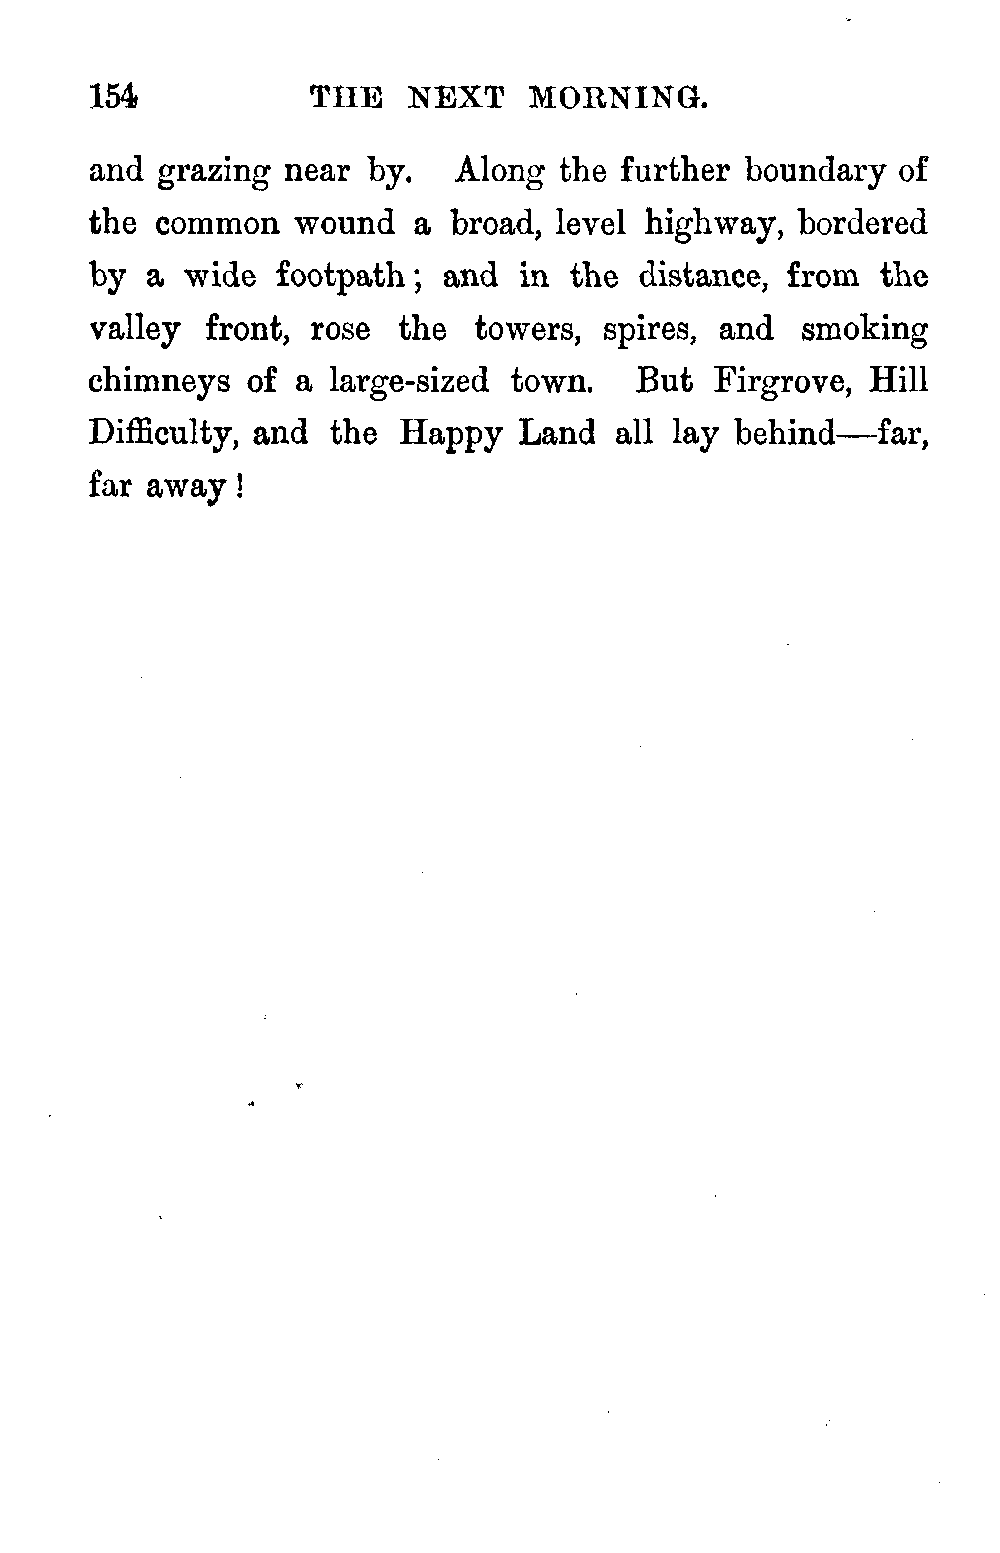 154 THE NEXT MORNING.
and grazing near by. Along the further boundary of
the common wound a broad, level highway, bordered
by a wide footpath; and in the distance, from the
valley front, rose the towers, spires, and smoking
chimneys of a large-sized town. But Firgrove, Hill
Difficulty, and the Happy Land all lay behind—far,
far away!